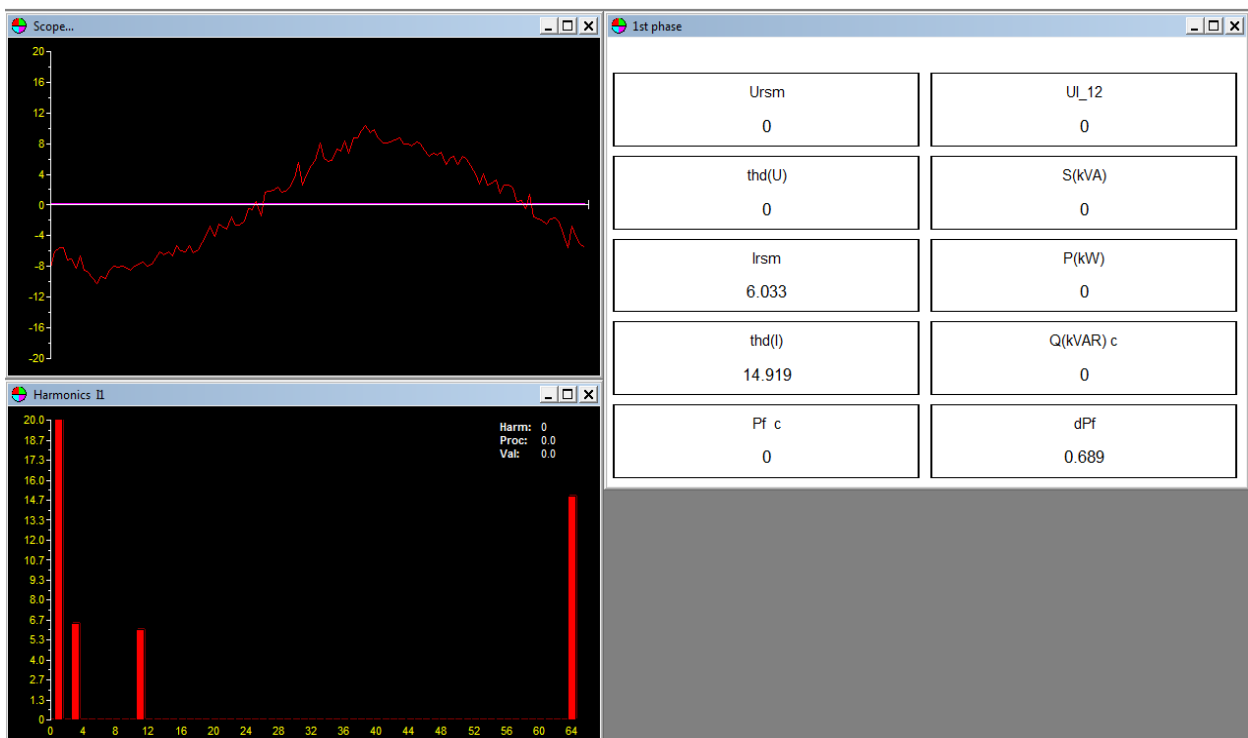 Scope...
20
16
12
8
4
0
-4
-8
-12
-16
-20
Harmonics I1
Harm: 0
Proc: 0.0
Val: 0.0
20.0
18.7
17.3
16.0
14.7
13.3
12.0
10.7
9.3
8.0
6.7
5.3
4.0
2.7
1.3
0
0 4 8 12 16 20 24 28 32 36 40 44 48 52 56 60 64
1st phase
Ursm
0
Ul_12
0
thd(U)
0
S(kVA)
0
Irsm
6.033
P(kW)
0
thd(I)
14.919
Q(kVAR) c
0
Pf c
0
dPf
0.689